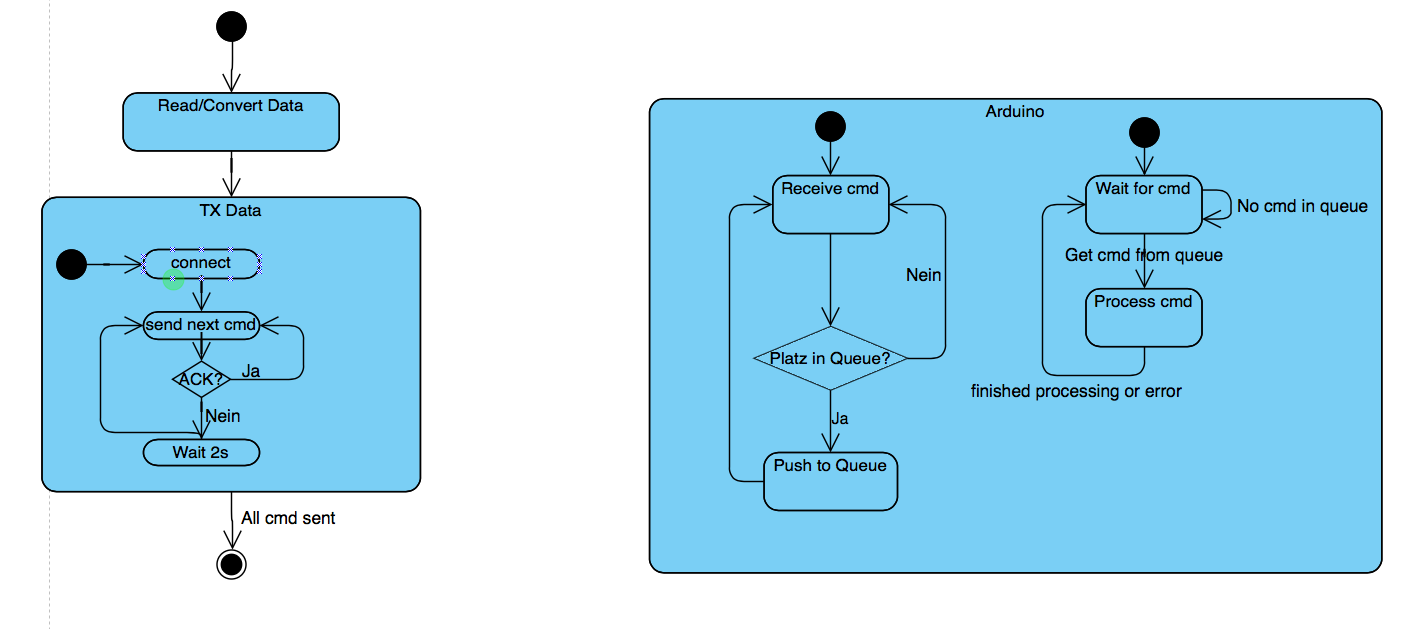 Read/Convert Data
TX Data
connect
send next cmd
ACK?
Ja
Nein
Wait 2s
All cmd sent
Arduino
Receive cmd
Nein
Platz in Queue?
Ja
Push to Queue
Wait for cmd
No cmd in queue
Get cmd from queue
Process cmd
finished processing or error